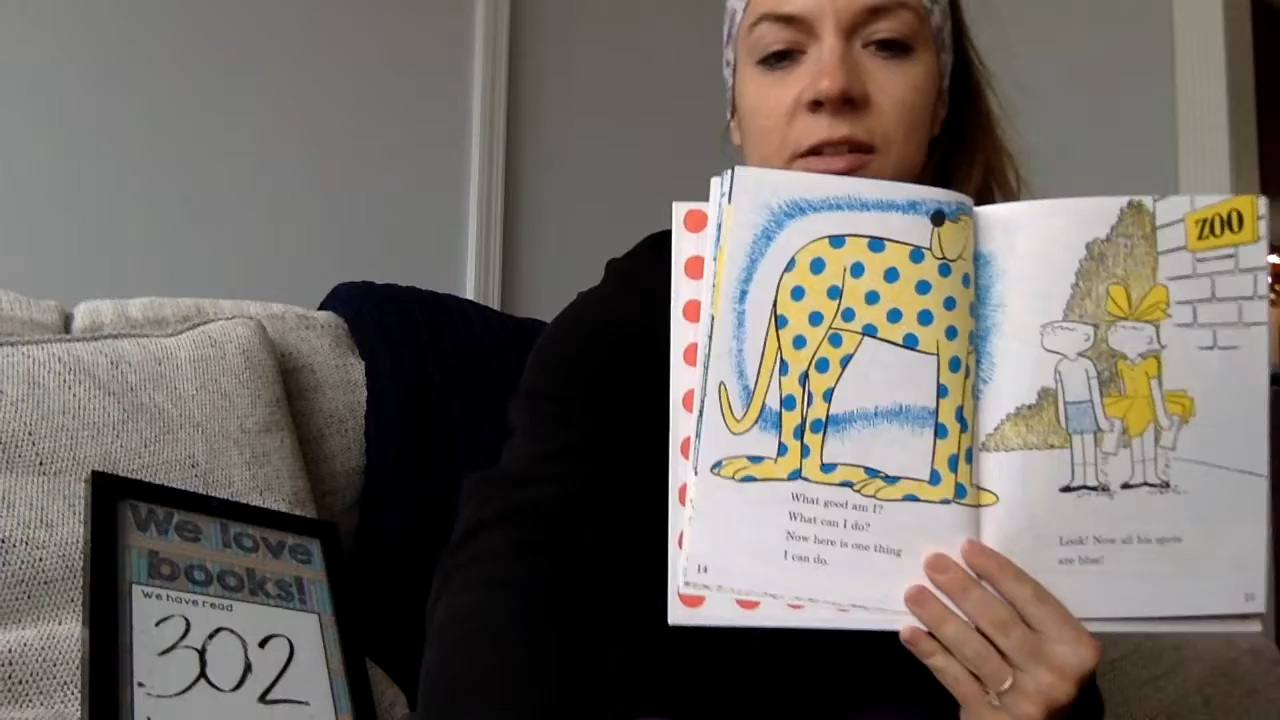 We love
books!
We have read
302
What good am I?
What can I do?
Now here is one thing
I can do.
14
ZOO
Look! Now all his spots
are blue!
15